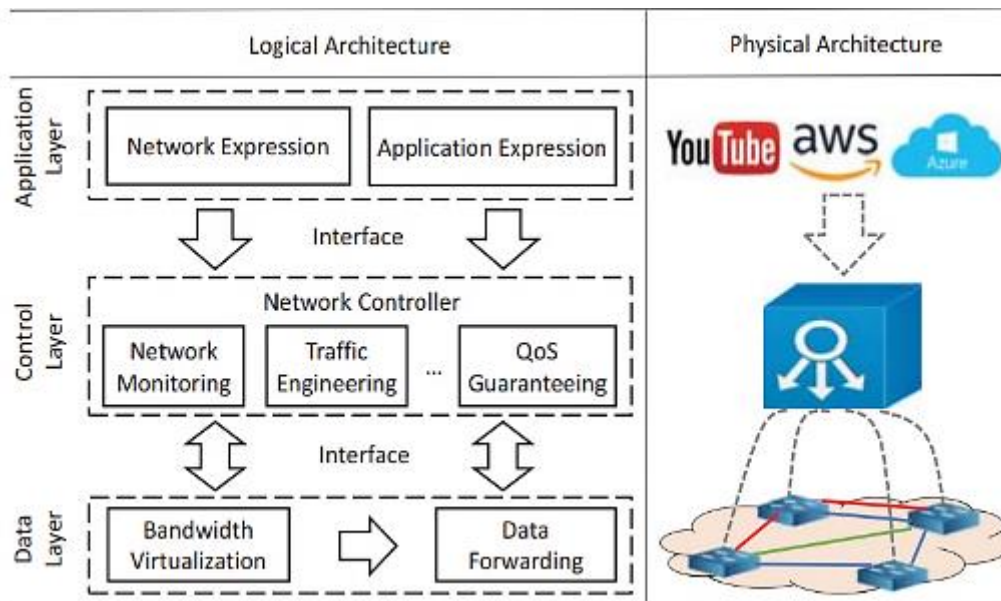 Logical Architecture
Physical Architecture
Application
Layer
Network Expression
Application Expression
YouTube
aws
Azure
Interface
Control
Layer
Network Controller
Network
Monitoring
Traffic
Engineering
...
QoS
Guaranteeing
Interface
Data
Layer
Bandwidth
Virtualization
Data
Forwarding